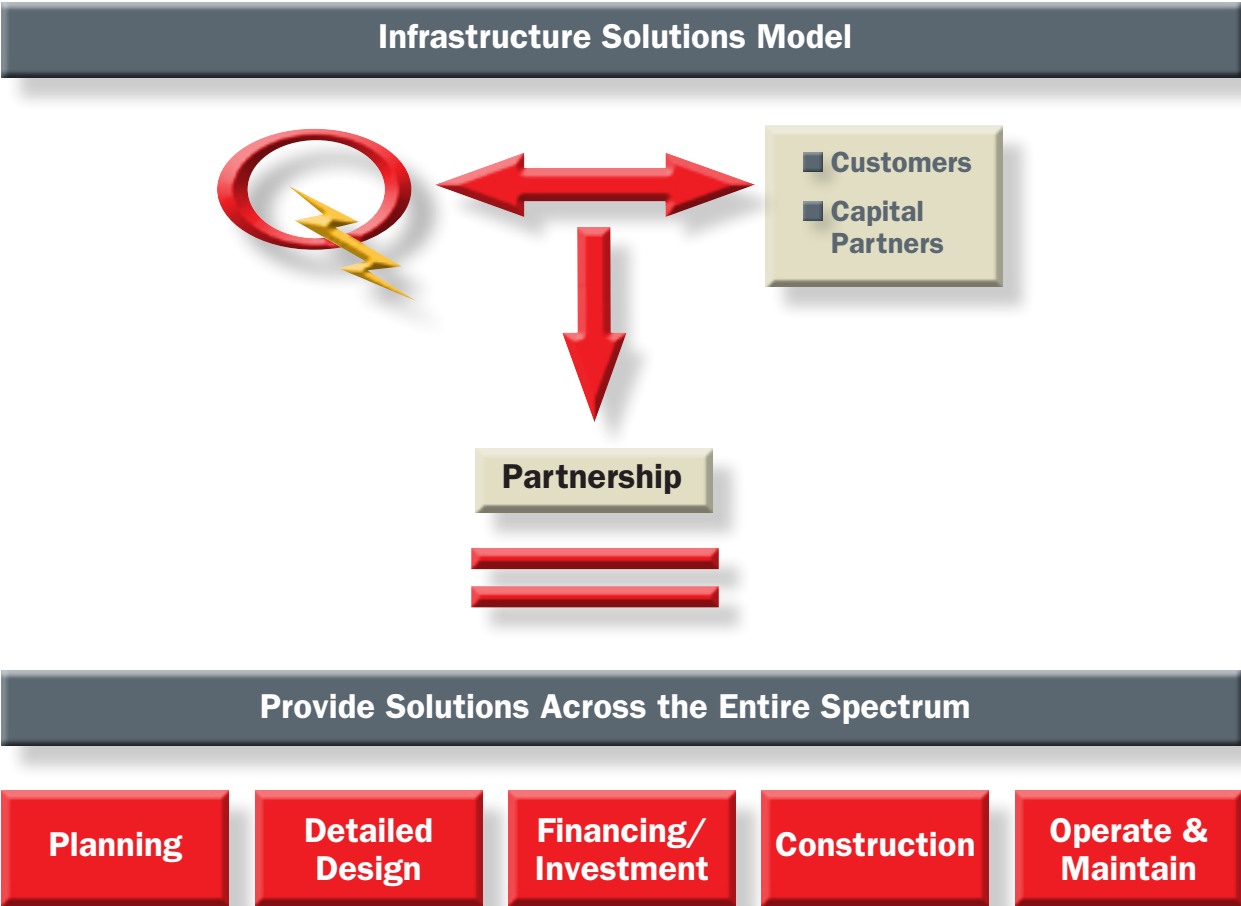 Infrastructure Solutions Model
Customers
Capital
Partners
Partnership
Provide Solutions Across the Entire Spectrum
Planning
Detailed
Design
Financing/
Investment
Construction
Operate &
Maintain